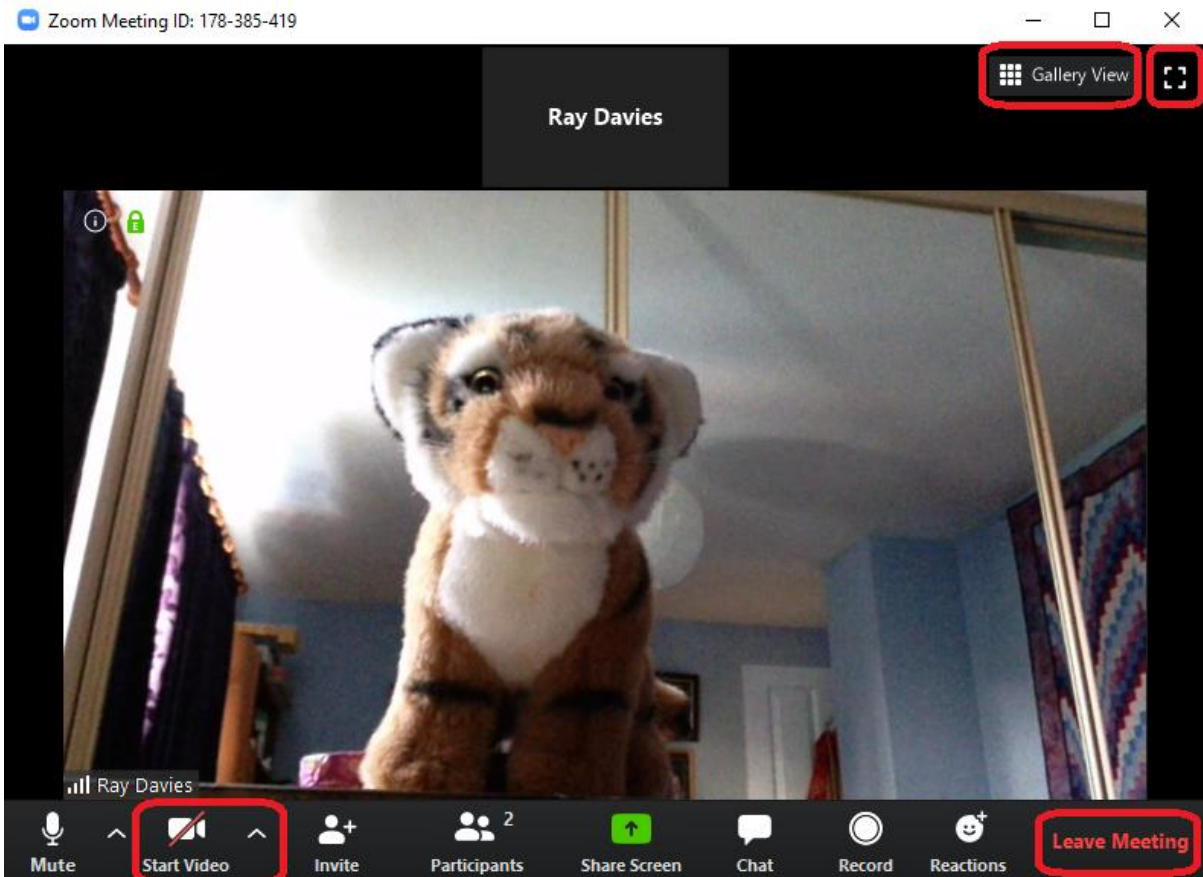 Zoom Meeting ID: 178-385-419
Gallery View
Ray Davies
E
Ray Davies
2
Mute
Start Video
Invite
Participants
Share Screen
Chat
Record
Reactions
Leave Meeting